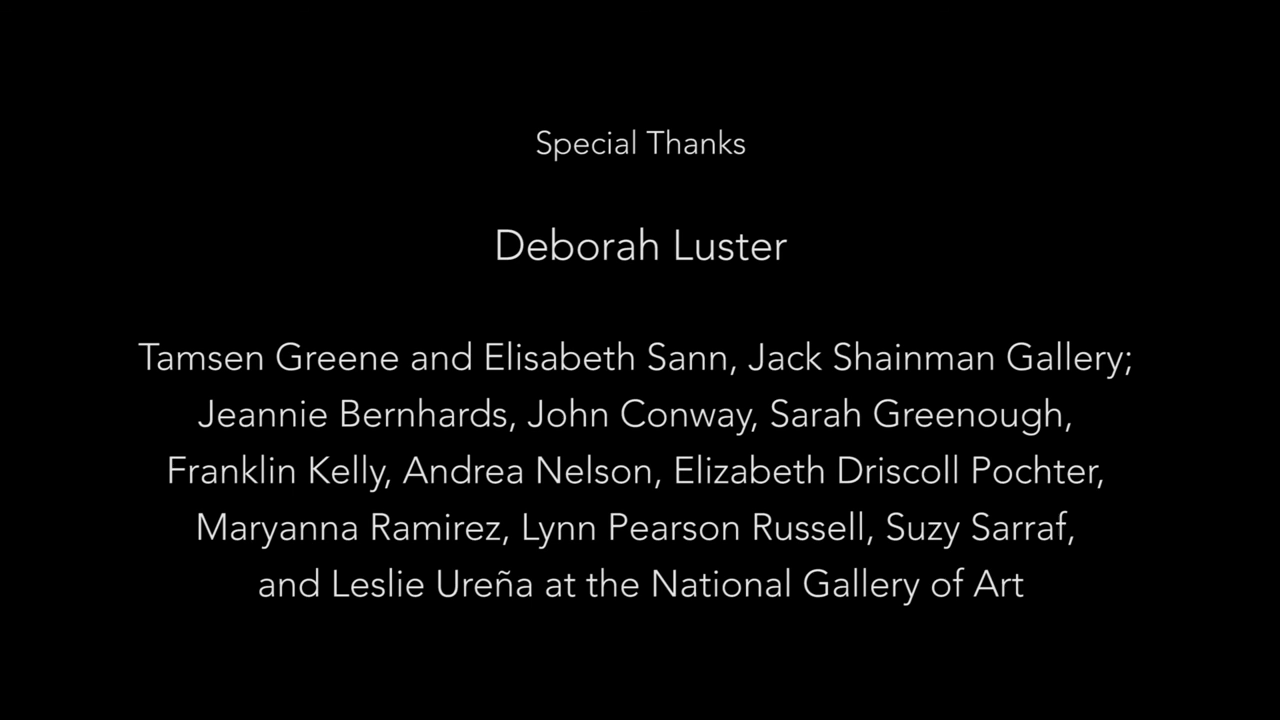 Special Thanks
Deborah Luster
Tamsen Greene and Elisabeth Sann, Jack Shainman Gallery;
Jeannie Bernhards, John Conway, Sarah Greenough,
Franklin Kelly, Andrea Nelson, Elizabeth Driscoll Pochter,
Maryanna Ramirez, Lynn Pearson Russell, Suzy Sarraf,
and Leslie Ureña at the National Gallery of Art